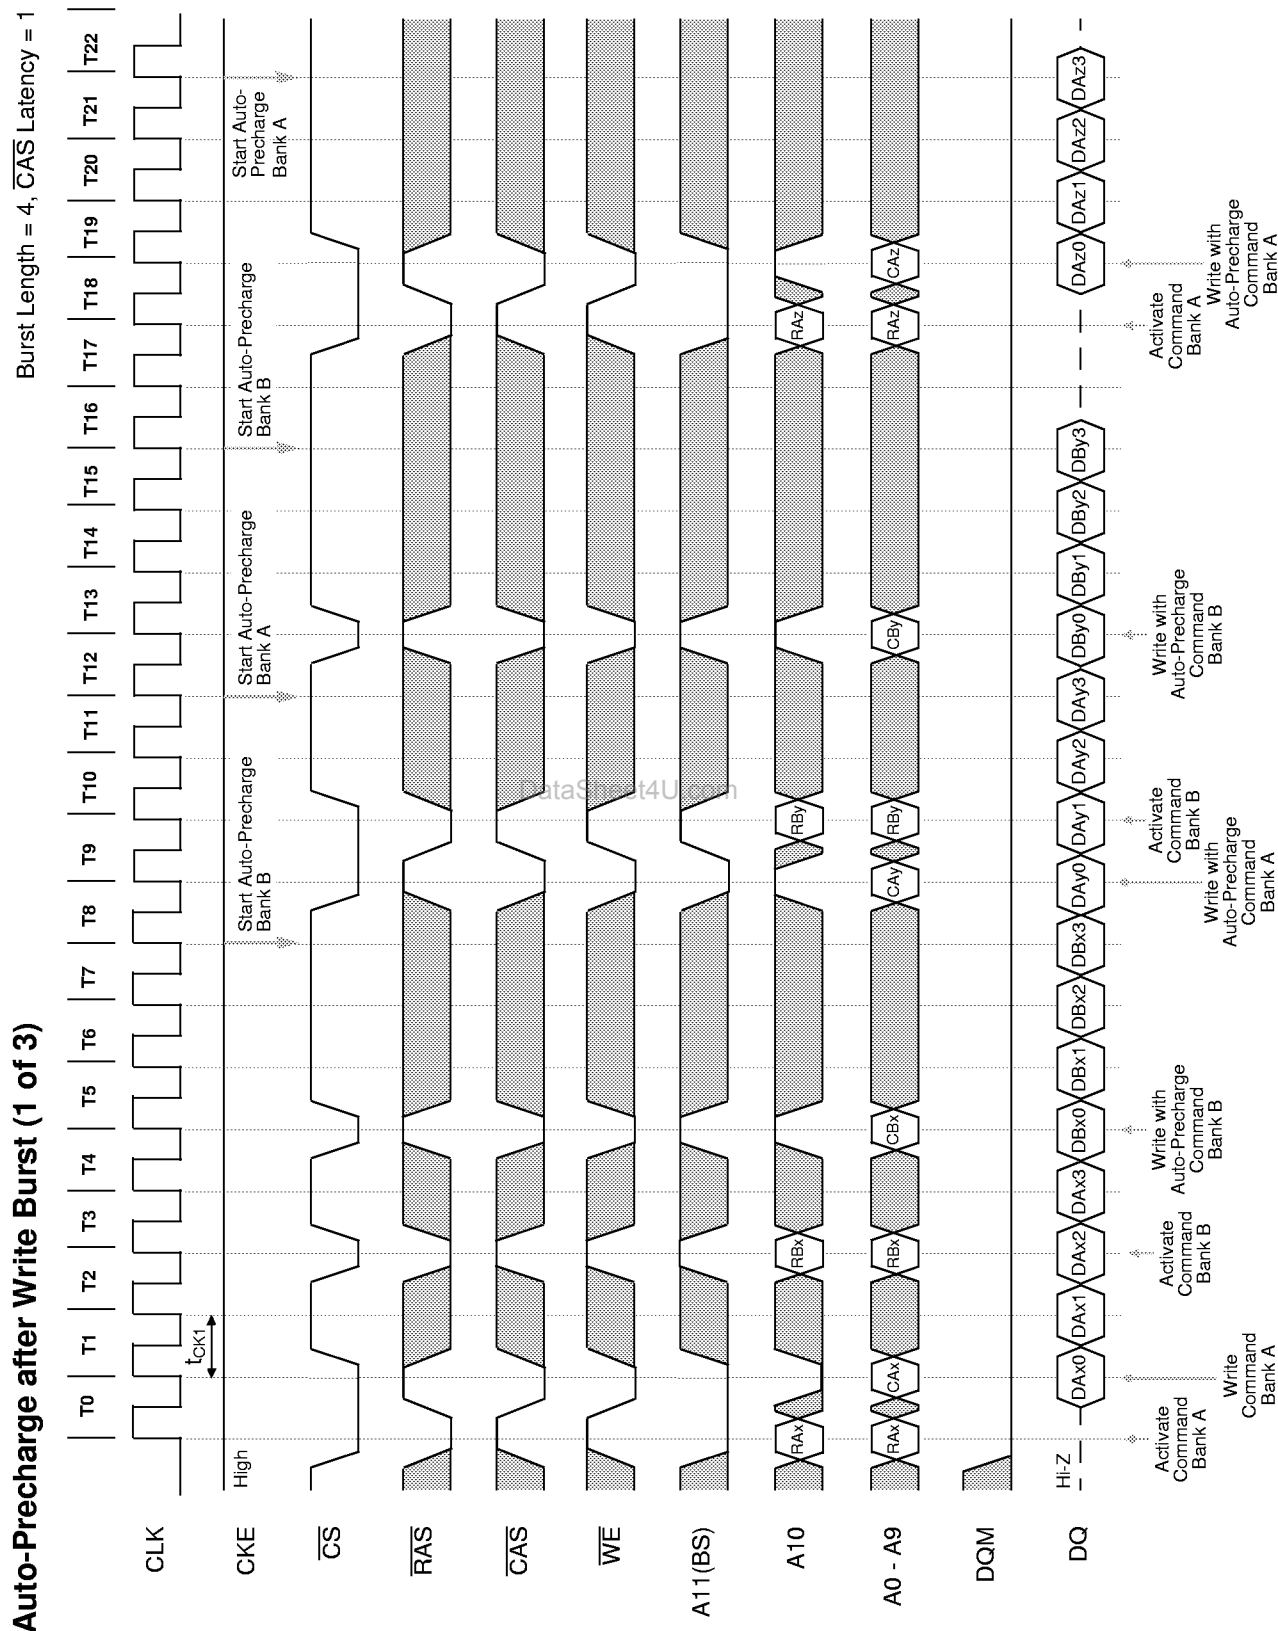 Auto-Precharge after Write Burst (1 of 3)
Burst Length = 4, CAS Latency = 1
T0 T1 T2 T3 T4 T5 T6 T7 T8 T9 T10 T11 T12 T13 T14 T15 T16 T17 T18 T19 T20 T21 T22
CLK
tCK1
CKE
High
Start Auto-Precharge
Bank B
Start Auto-Precharge
Bank A
Start Auto-Precharge
Bank B
Start Auto-
Precharge
Bank A
CS
RAS
CAS
DataSheet4U.com
WE
A11(BS)
A10
RAx RBx RBy RAz
A0 - A9
RAx CAx RBx CBx CAy RBy CBy RAz CAz
DQM
DQ
Hi-Z
DAx0 DAx1 DAx2 DAx3 DBx0 DBx1 DBx2 DBx3 DAy0 DAy1 DAy2 DAy3 DBy0 DBy1 DBy2 DBy3 DAz0 DAz1 DAz2 DAz3
Activate
Command
Bank A
Write
Command
Bank A
Activate
Command
Bank B
Write with
Auto-Precharge
Command
Bank B
Write with
Auto-Precharge
Command
Bank A
Activate
Command
Bank B
Write with
Auto-Precharge
Command
Bank B
Activate
Command
Bank A
Write with
Auto-Precharge
Command
Bank A